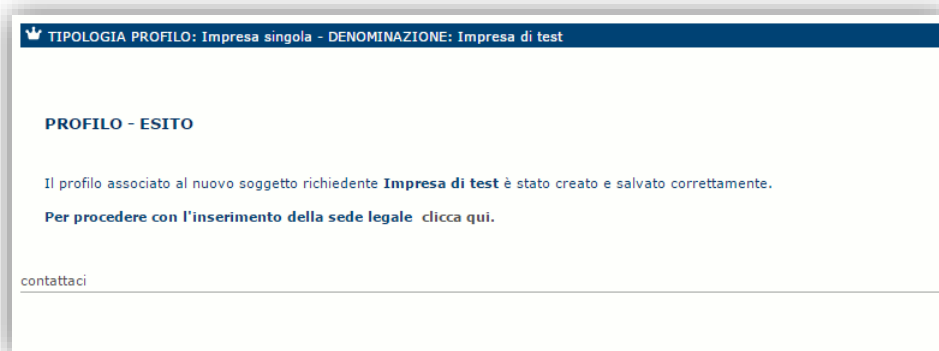 TIPOLOGIA PROFILO: Impresa singola - DENOMINAZIONE: Impresa di test
PROFILO - ESITO
Il profilo associato al nuovo soggetto richiedente Impresa di test è stato creato e salvato correttamente.
Per procedere con l'inserimento della sede legale clicca qui.
contattaci